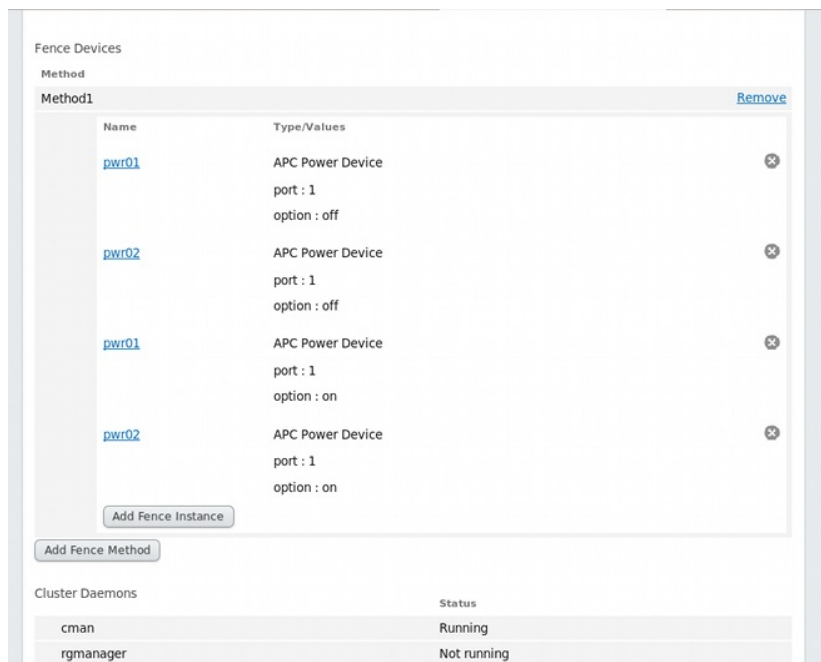 Fence Devices
Method
Method1 Remove
Name Type/Values
pwr01 APC Power Device
port : 1
option : off
pwr02 APC Power Device
port : 1
option : off
pwr01 APC Power Device
port : 1
option : on
pwr02 APC Power Device
port : 1
option : on
Add Fence Instance
Add Fence Method
Cluster Daemons
Status
cman Running
rgmanager Not running